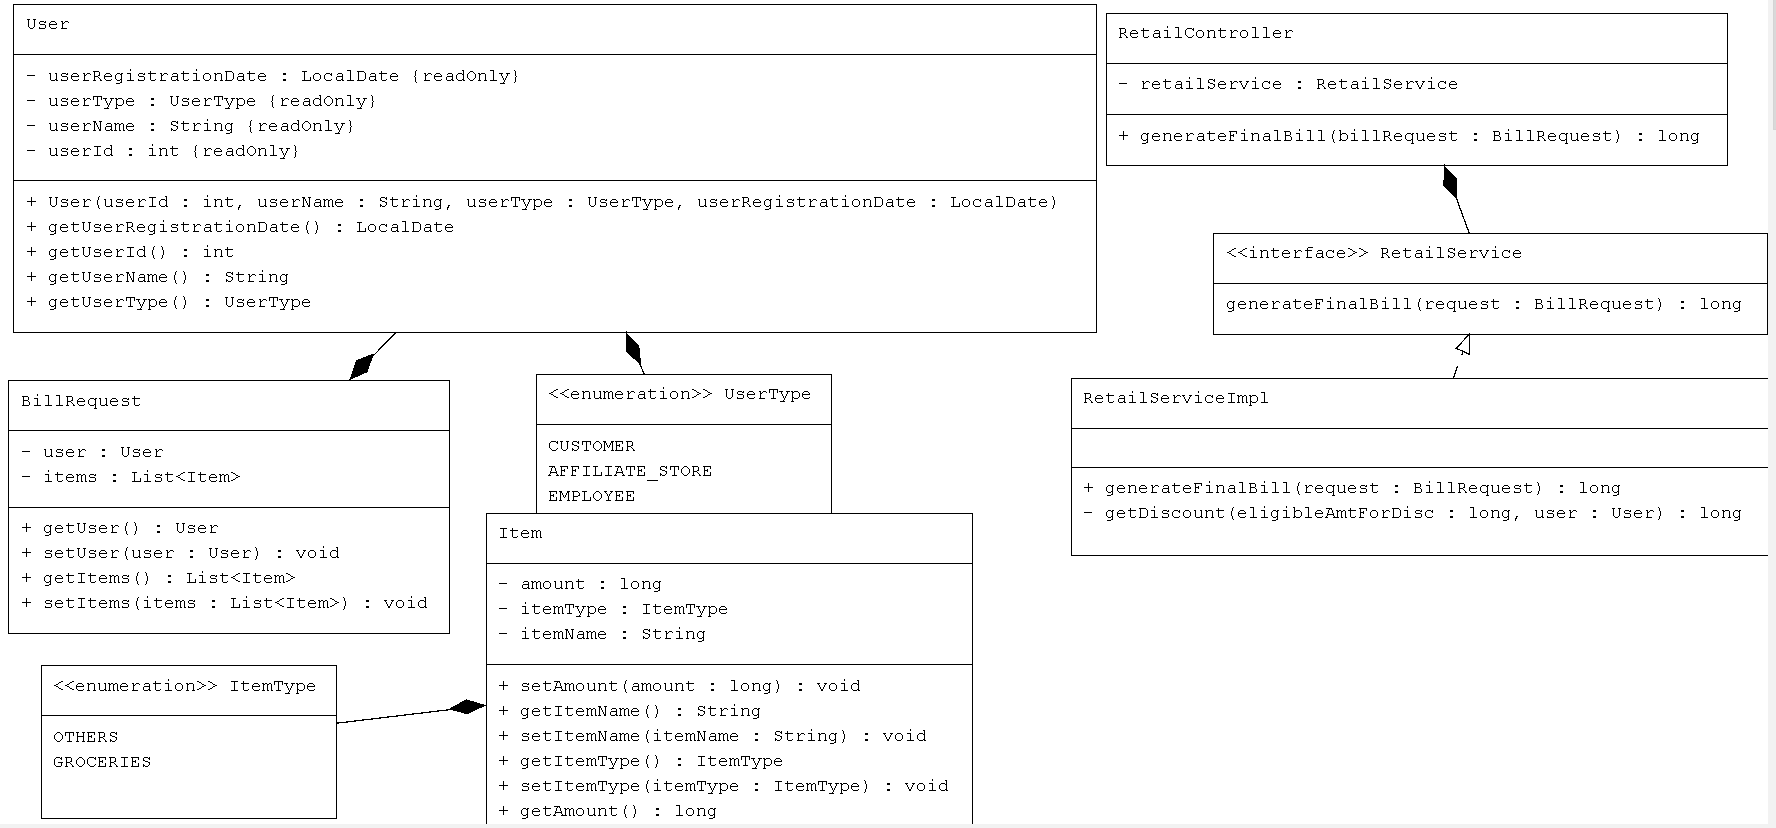 User
- userRegistrationDate : LocalDate {readOnly}
- userType : UserType {readOnly}
- userName : String {readOnly}
- userId : int {readOnly}
+ User(userId : int, userName : String, userType : UserType, userRegistrationDate : LocalDate)
+ getUserRegistrationDate() : LocalDate
+ getUserId() : int
+ getUserName() : String
+ getUserType() : UserType
RetailController
- retailService : RetailService
+ generateFinalBill(billRequest : BillRequest) : long
<<interface>> RetailService
generateFinalBill(request : BillRequest) : long
BillRequest
- user : User
- items : List<Item>
+ getUser() : User
+ setUser(user : User) : void
+ getItems() : List<Item>
+ setItems(items : List<Item>) : void
<<enumeration>> UserType
CUSTOMER
AFFILIATE_STORE
EMPLOYEE
RetailServiceImpl
+ generateFinalBill(request : BillRequest) : long
- getDiscount(eligibleAmtForDisc : long, user : User) : long
Item
- amount : long
- itemType : ItemType
- itemName : String
+ setAmount(amount : long) : void
+ getItemName() : String
+ setItemName(itemName : String) : void
+ getItemType() : ItemType
+ setItemType(itemType : ItemType) : void
+ getAmount() : long
<<enumeration>> ItemType
OTHERS
GROCERIES